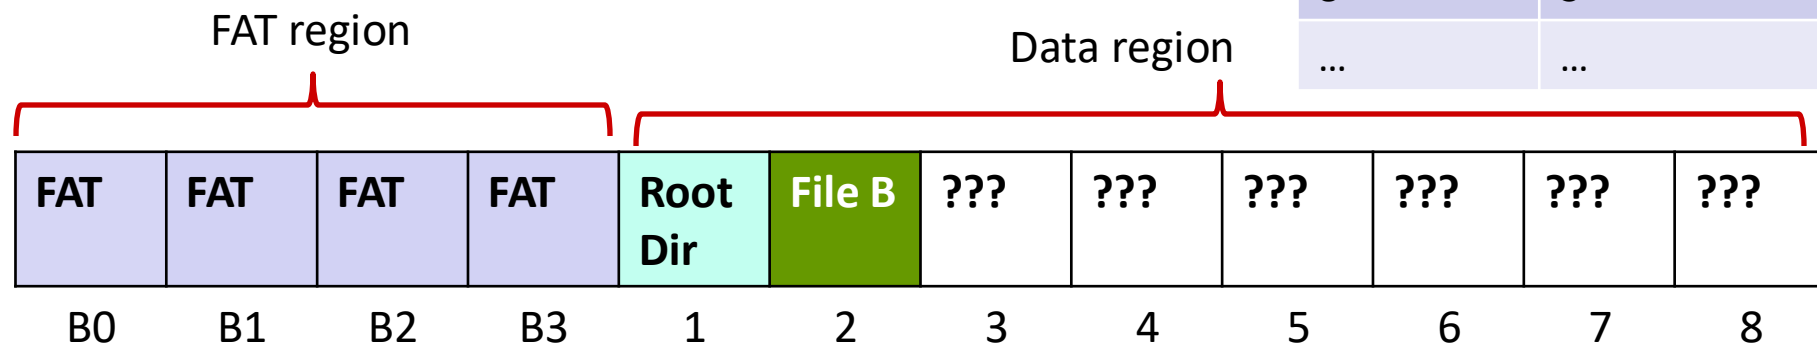 FAT region
Data region
... ...
FAT FAT FAT FAT Root Dir File B ??? ??? ??? ??? ??? ???
B0 B1 B2 B3 1 2 3 4 5 6 7 8